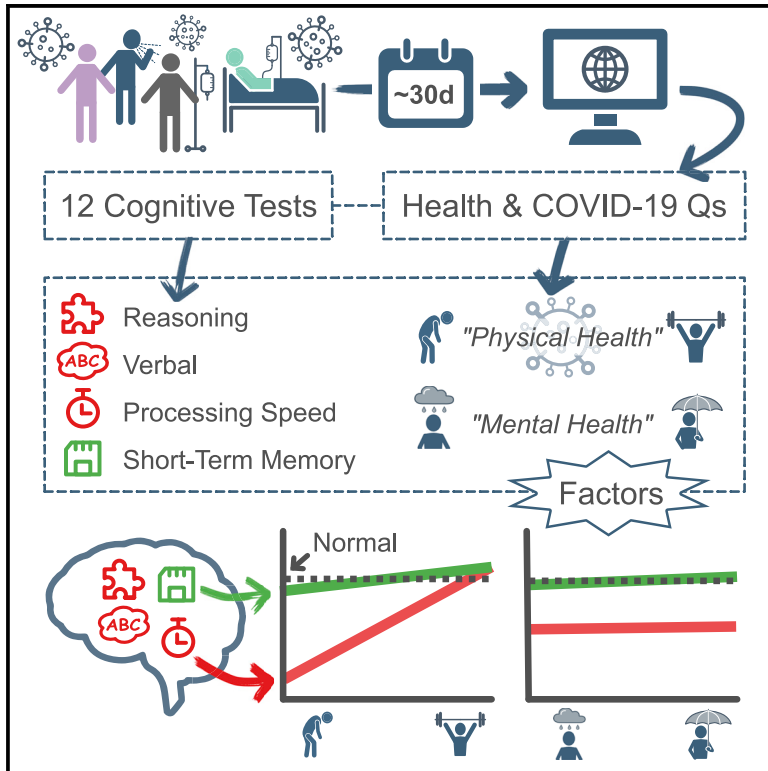 ~30d
12 Cognitive Tests
Health & COVID-19 Qs
Reasoning
"Physical Health"
ABC
Verbal
Processing Speed
"Mental Health"
Short-Term Memory
Factors
Normal
ABC